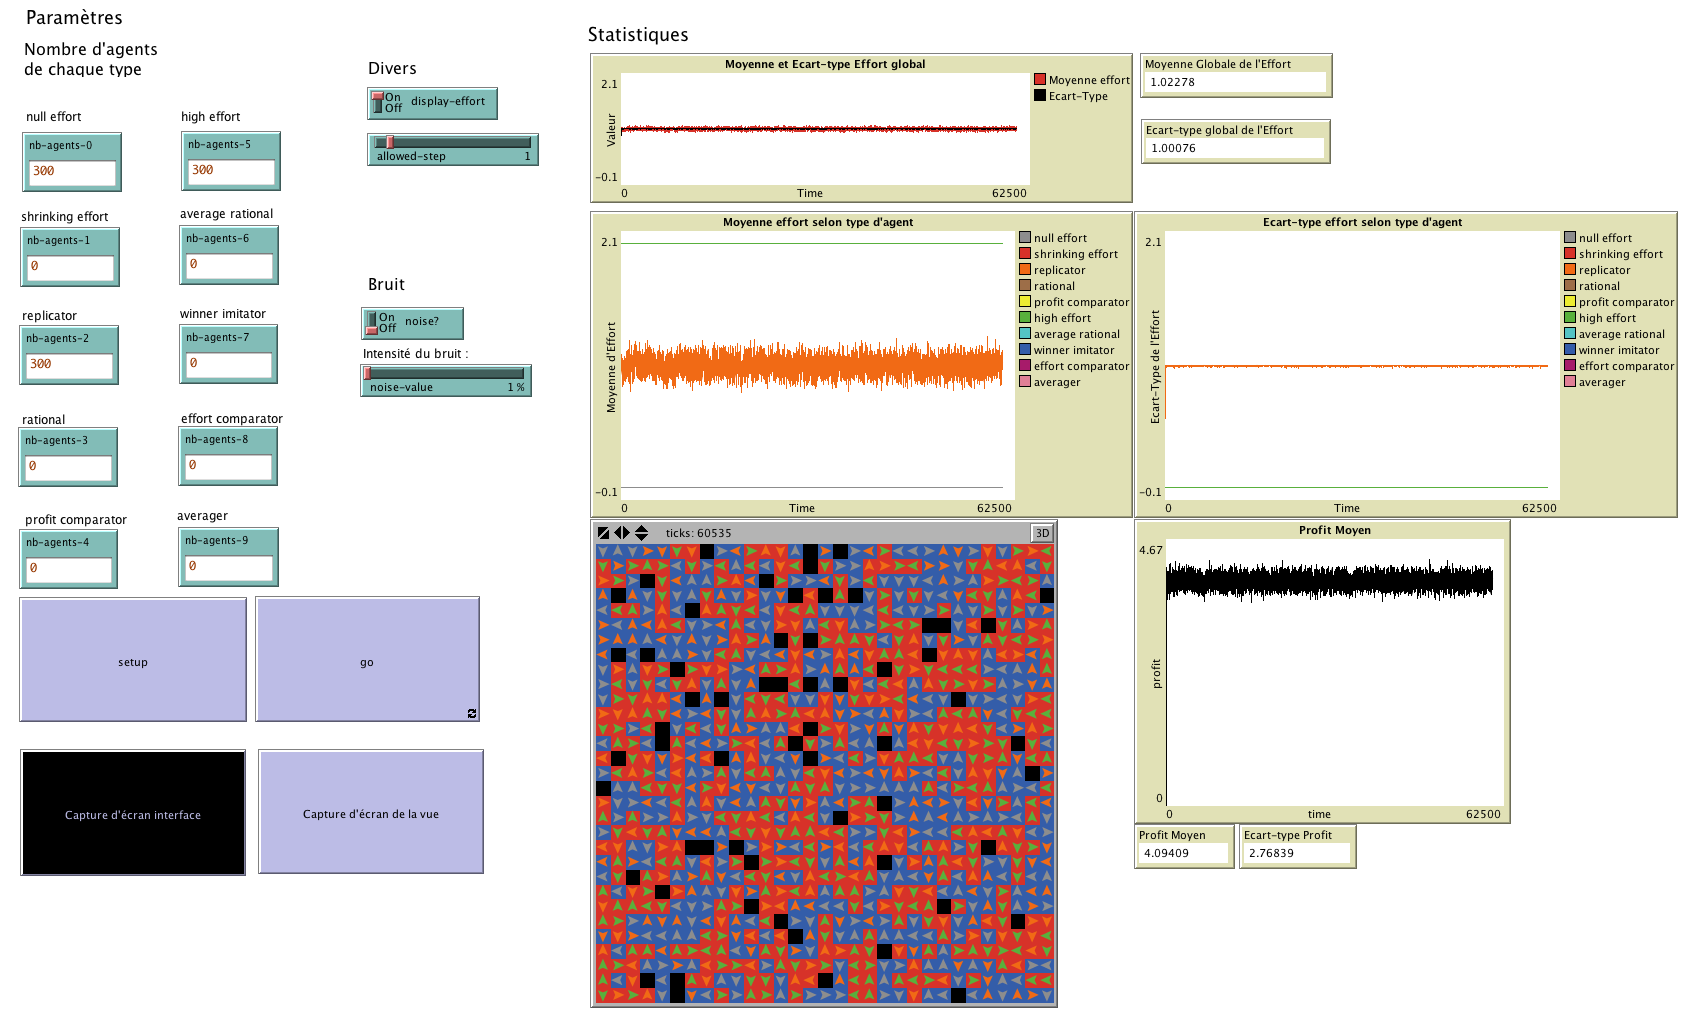 Paramètres
Nombre d'agents
de chaque type
null effort
nb-agents-0
300
high effort
nb-agents-5
300
shrinking effort
nb-agents-1
0
average rational
nb-agents-6
0
replicator
nb-agents-2
300
winner imitator
nb-agents-7
0
rational
nb-agents-3
0
effort comparator
nb-agents-8
0
profit comparator
nb-agents-4
0
averager
nb-agents-9
0
setup
go
Capture d'écran interface
Capture d'écran de la vue
Divers
On
Off
display-effort
allowed-step 1
Bruit
On
Off
noise?
Intensité du bruit :
noise-value 1 %
Statistiques
Moyenne et Ecart-type Effort global
2.1
Valeur
-0.1
0 Time 62500
Moyenne effort
Ecart-Type
Moyenne Globale de l'Effort
1.02278
Ecart-type global de l'Effort
1.00076
Moyenne effort selon type d'agent
2.1
Moyenne d'Effort
-0.1
0 Time 62500
null effort
shrinking effort
replicator
rational
profit comparator
high effort
average rational
winner imitator
effort comparator
averager
Ecart-type effort selon type d'agent
2.1
Ecart-Type de l'Effort
-0.1
0 Time 62500
null effort
shrinking effort
replicator
rational
profit comparator
high effort
average rational
winner imitator
effort comparator
averager
ticks: 60535
3D
Profit Moyen
4.67
profit
0
0 time 62500
Profit Moyen
4.09409
Ecart-type Profit
2.76839